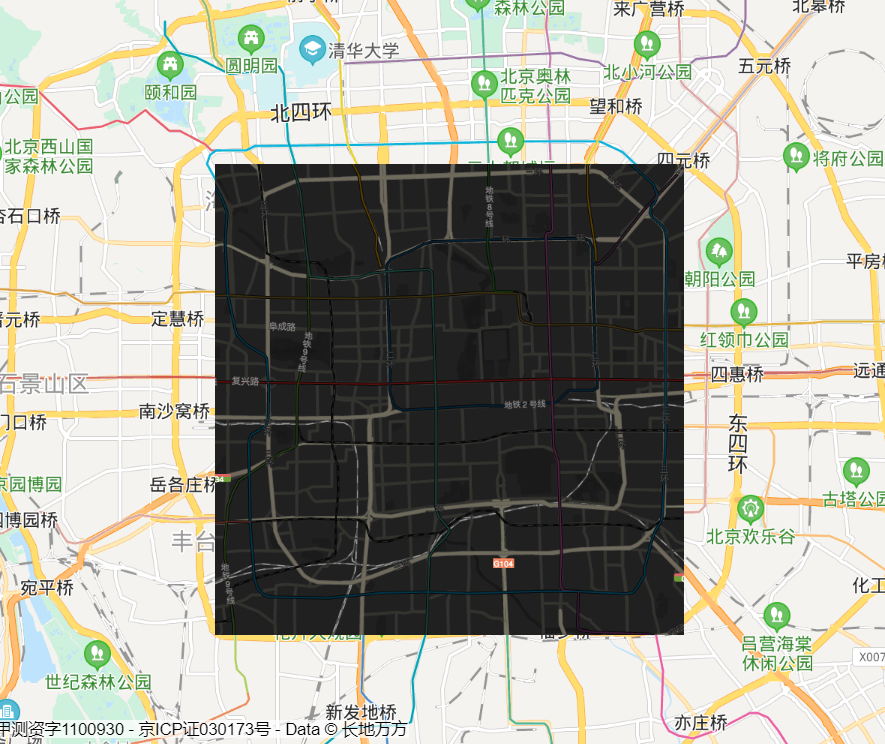 森林公园
来广营桥
北皋桥
清华大学
圆明园
颐和园
北京奥林
匹克公园
北小河公园
五元桥
望和桥
北四环
北京西山国
家森林公园
四元桥
将府公园
杏石口桥
地铁8号线
朝阳公园
平房桥
晋元桥
定慧桥
阜成路
地铁9号线
红领巾公园
石景山区
复兴路
四惠桥
远通
南沙窝桥
地铁2号线
门口桥
东四环
岳各庄桥
京园博园
古塔公园
园博园桥
北京欢乐谷
丰台
G104
地铁9号线
宛平桥
化工
吕营海棠
休闲公园
X007
世纪森林公园
新发地桥
亦庄桥
甲测资字1100930 - 京ICP证030173号 - Data © 长地万方